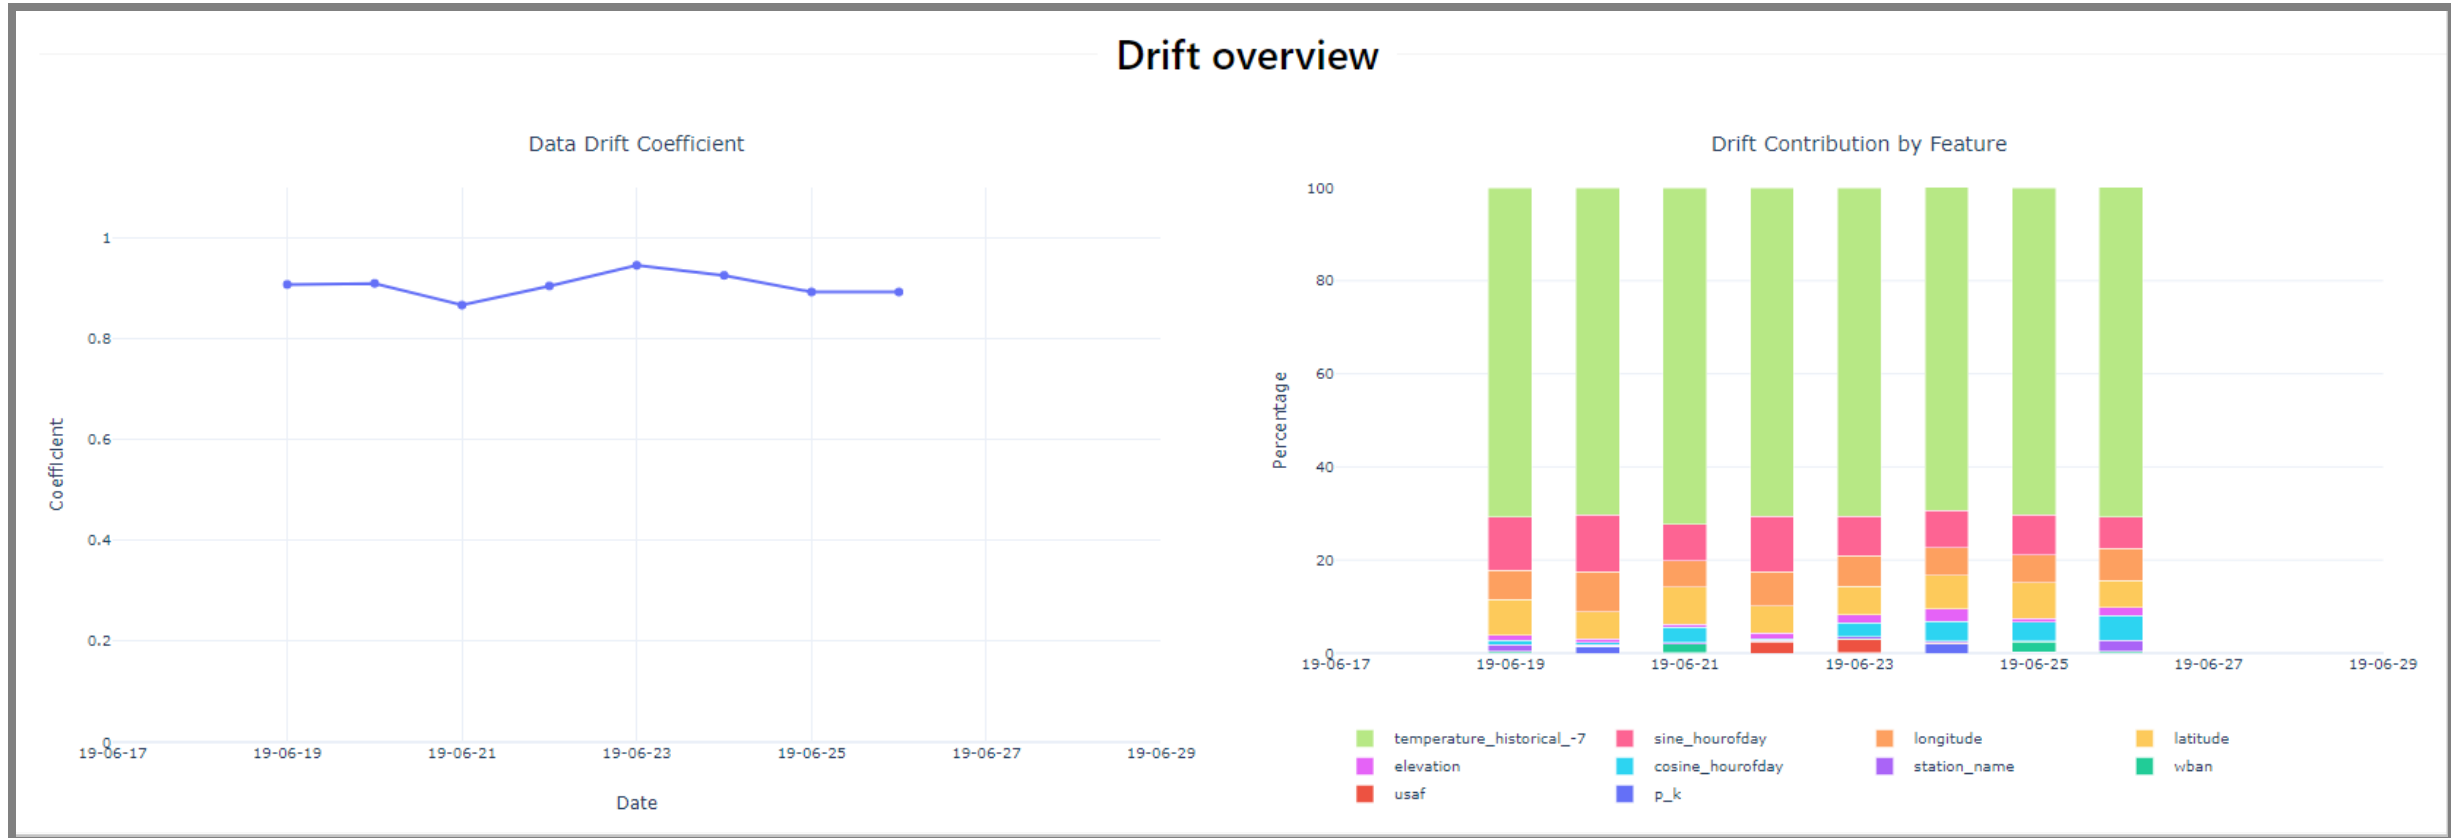 Drift overview
Data Drift Coefficient
1
0.8
0.6
0.4
0.2
0
Coefficient
19-06-17 19-06-19 19-06-21 19-06-23 19-06-25 19-06-27 19-06-29
Date
Drift Contribution by Feature
100
80
60
40
20
0
Percentage
19-06-17 19-06-19 19-06-21 19-06-23 19-06-25 19-06-27 19-06-29
temperature_historical_-7 sine_hourofday longitude latitude
elevation cosine_hourofday station_name wban
usaf p_k